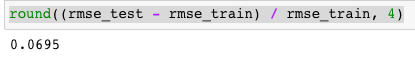 round((rmse_test - rmse_train) / rmse_train, 4)
0.0695